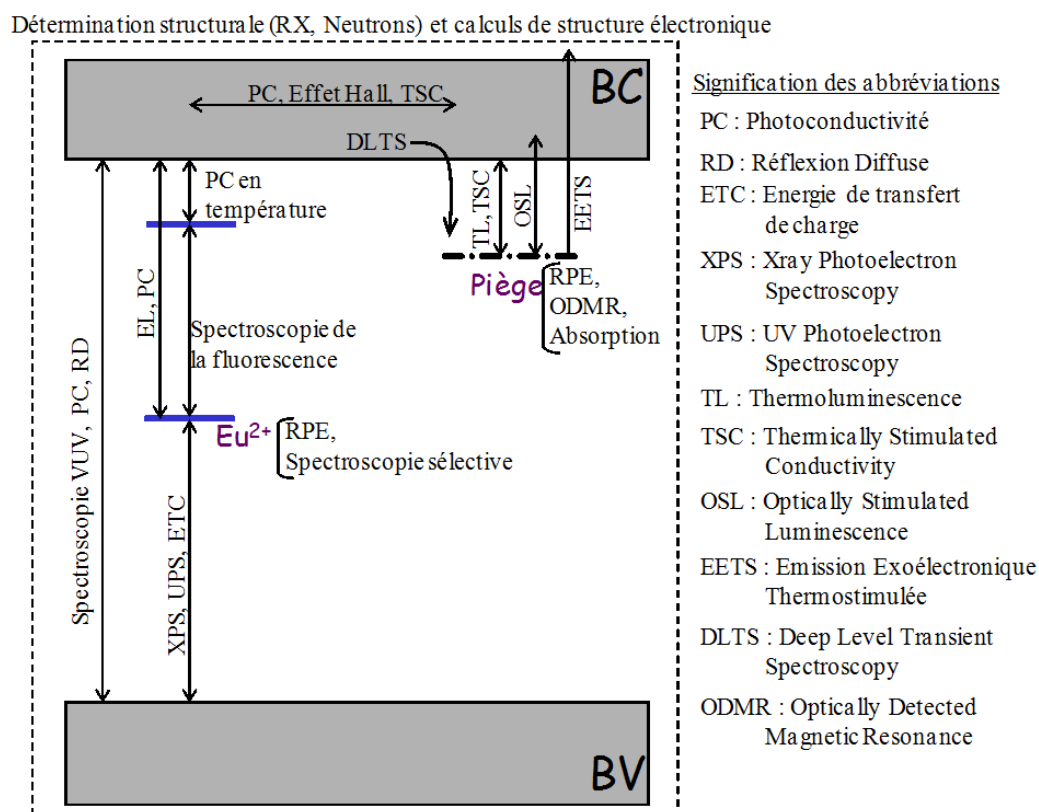 Détermination structurale (RX, Neutrons) et calculs de structure électronique
BC
PC, Effet Hall, TSC
DLTS
PC en
température
TL, TSC
OSL
EETS
Piège
RPE,
ODMR,
Absorption
EL, PC
Spectroscopie de
la fluorescence
Spectroscopie VUV, PC, RD
Eu²⁺
RPE,
Spectroscopie sélective
XPS, UPS, ETC
BV
Signification des abbréviations
PC : Photoconductivité
RD : Réflexion Diffuse
ETC : Energie de transfert
de charge
XPS : Xray Photoelectron
Spectroscopy
UPS : UV Photoelectron
Spectroscopy
TL : Thermoluminescence
TSC : Thermically Stimulated
Conductivity
OSL : Optically Stimulated
Luminescence
EETS : Emission Exoélectronique
Thermostimulée
DLTS : Deep Level Transient
Spectroscopy
ODMR : Optically Detected
Magnetic Resonance